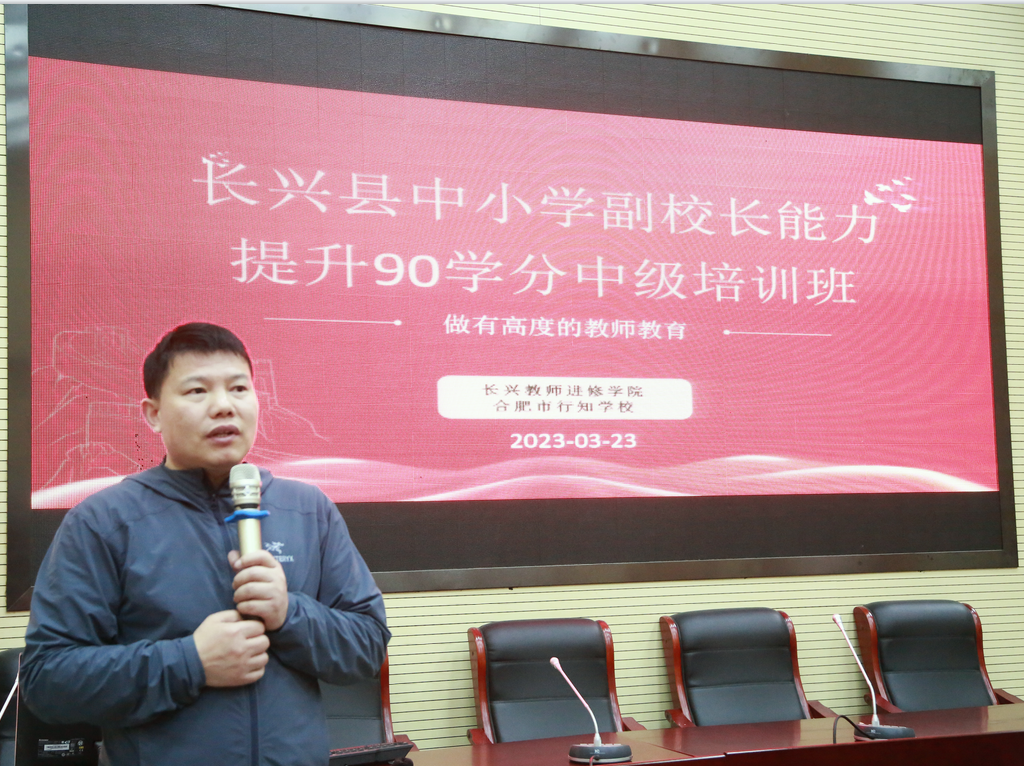 长兴县中小学副校长能力
提升90学分中级培训班
做有高度的教师教育
长兴教师进修学院
合肥市行知学校
2023-03-23